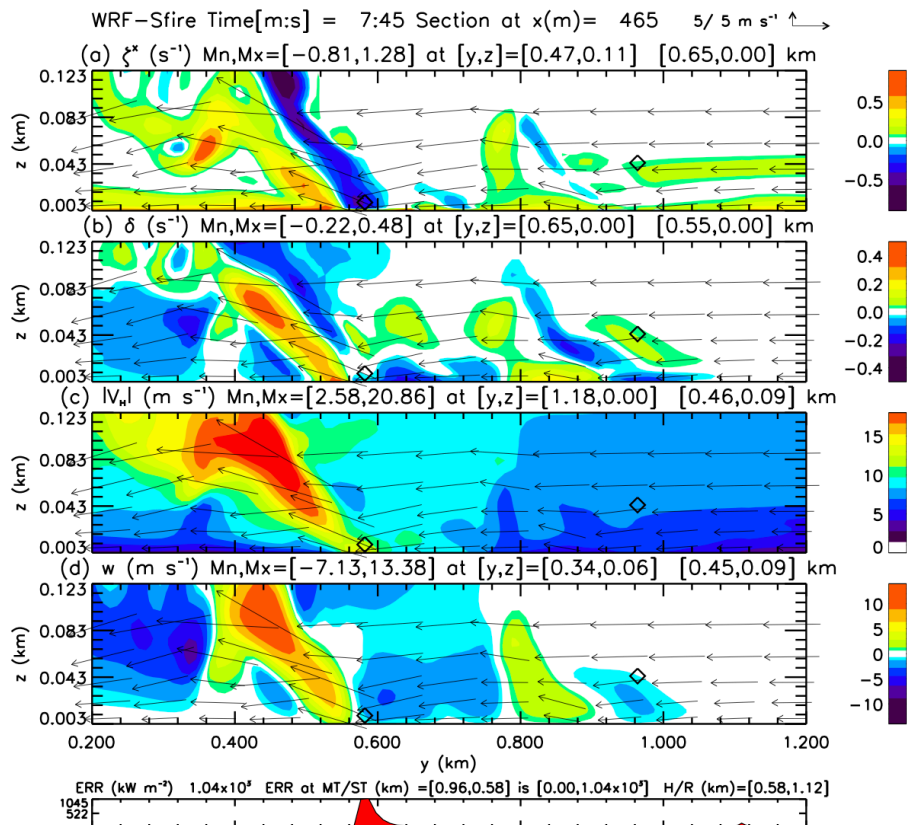 WRF-Sfire Time[m:s] = 7:45 Section at x(m)= 465 5/ 5 m s⁻¹
(a) ζˣ (s⁻¹) Mn,Mx=[-0.81,1.28] at [y,z]=[0.47,0.11] [0.65,0.00] km
0.123
0.083
0.043
0.003
z (km)
0.5
0.0
-0.5
(b) δ (s⁻¹) Mn,Mx=[-0.22,0.48] at [y,z]=[0.65,0.00] [0.55,0.00] km
0.123
0.083
0.043
0.003
z (km)
0.4
0.2
0.0
-0.2
-0.4
(c) |V_H| (m s⁻¹) Mn,Mx=[2.58,20.86] at [y,z]=[1.18,0.00] [0.46,0.09] km
0.123
0.083
0.043
0.003
z (km)
15
10
5
0
(d) w (m s⁻¹) Mn,Mx=[-7.13,13.38] at [y,z]=[0.34,0.06] [0.45,0.09] km
0.123
0.083
0.043
0.003
z (km)
10
5
0
-5
-10
0.200 0.400 0.600 0.800 1.000 1.200
y (km)
ERR (kW m⁻²) 1.04x10⁵ ERR at MT/ST (km) =[0.96,0.58] is [0.00,1.04x10⁵] H/R (km)=[0.58,1.12]
1045
522